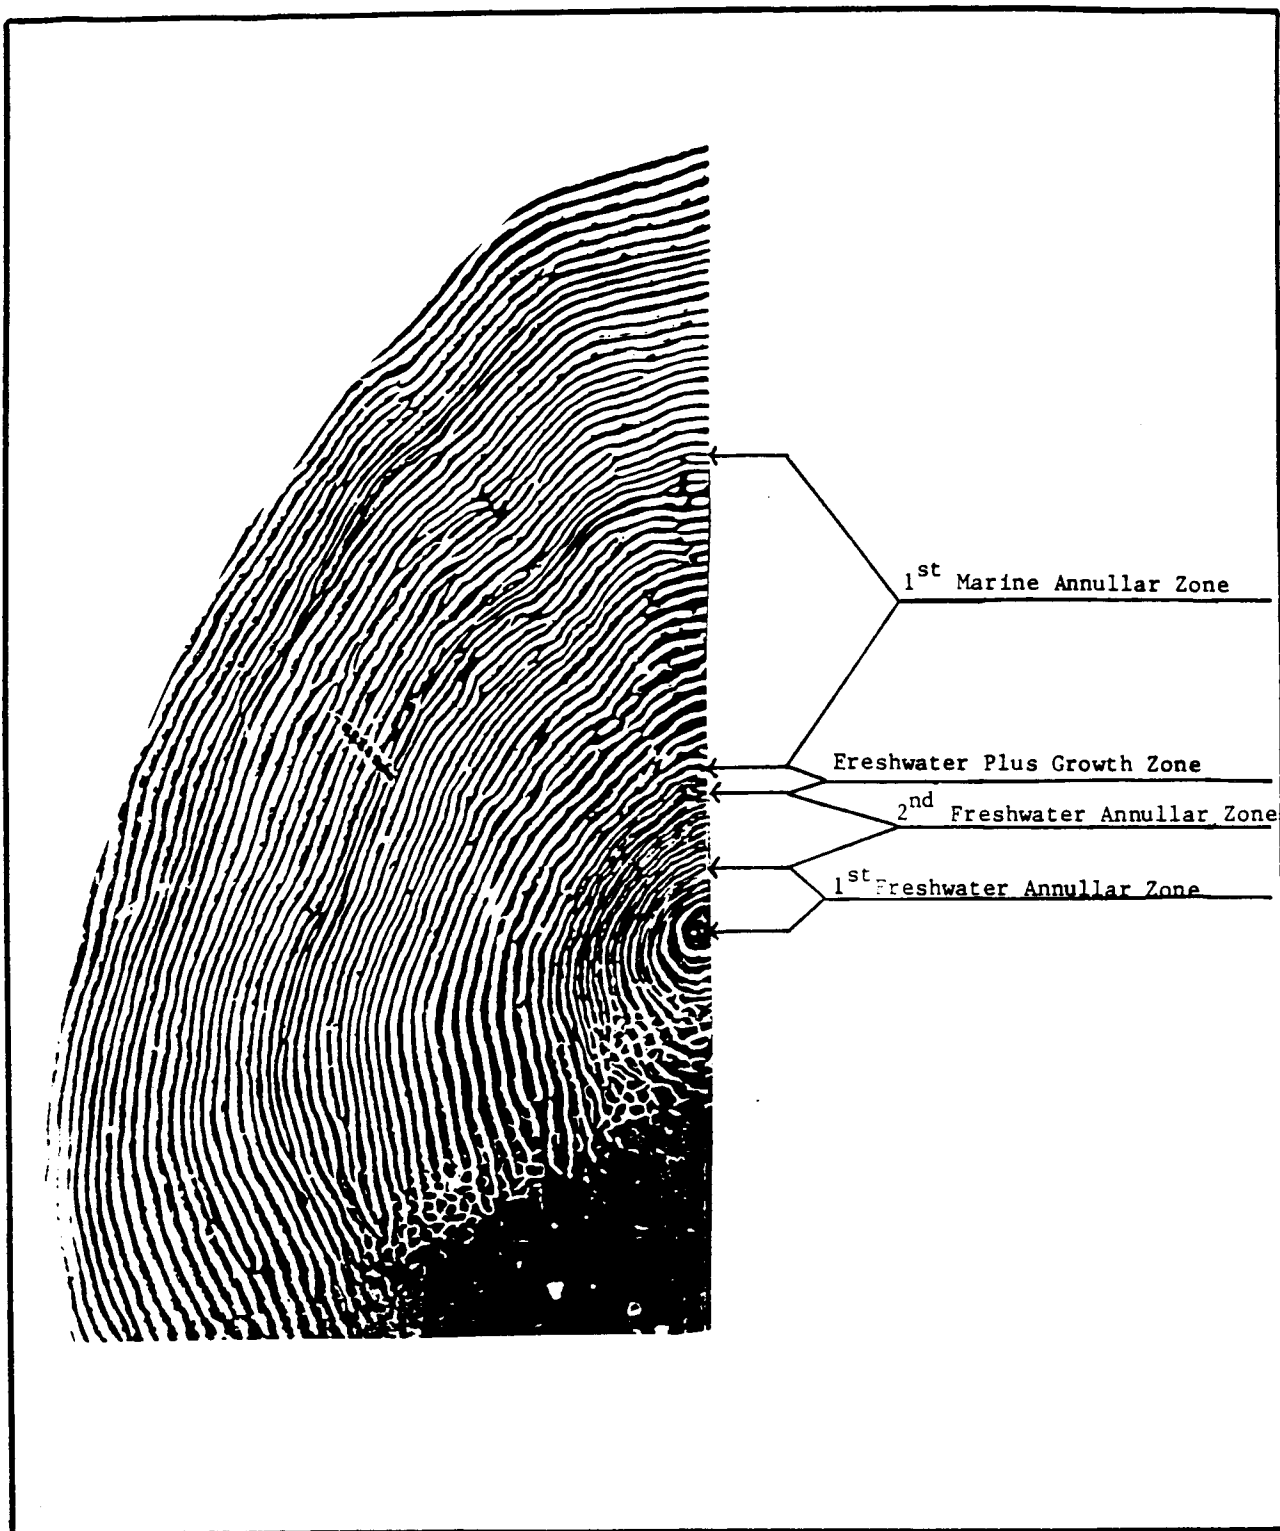 1st Marine Annullar Zone
Freshwater Plus Growth Zone
2nd Freshwater Annullar Zone
1st Freshwater Annullar Zone